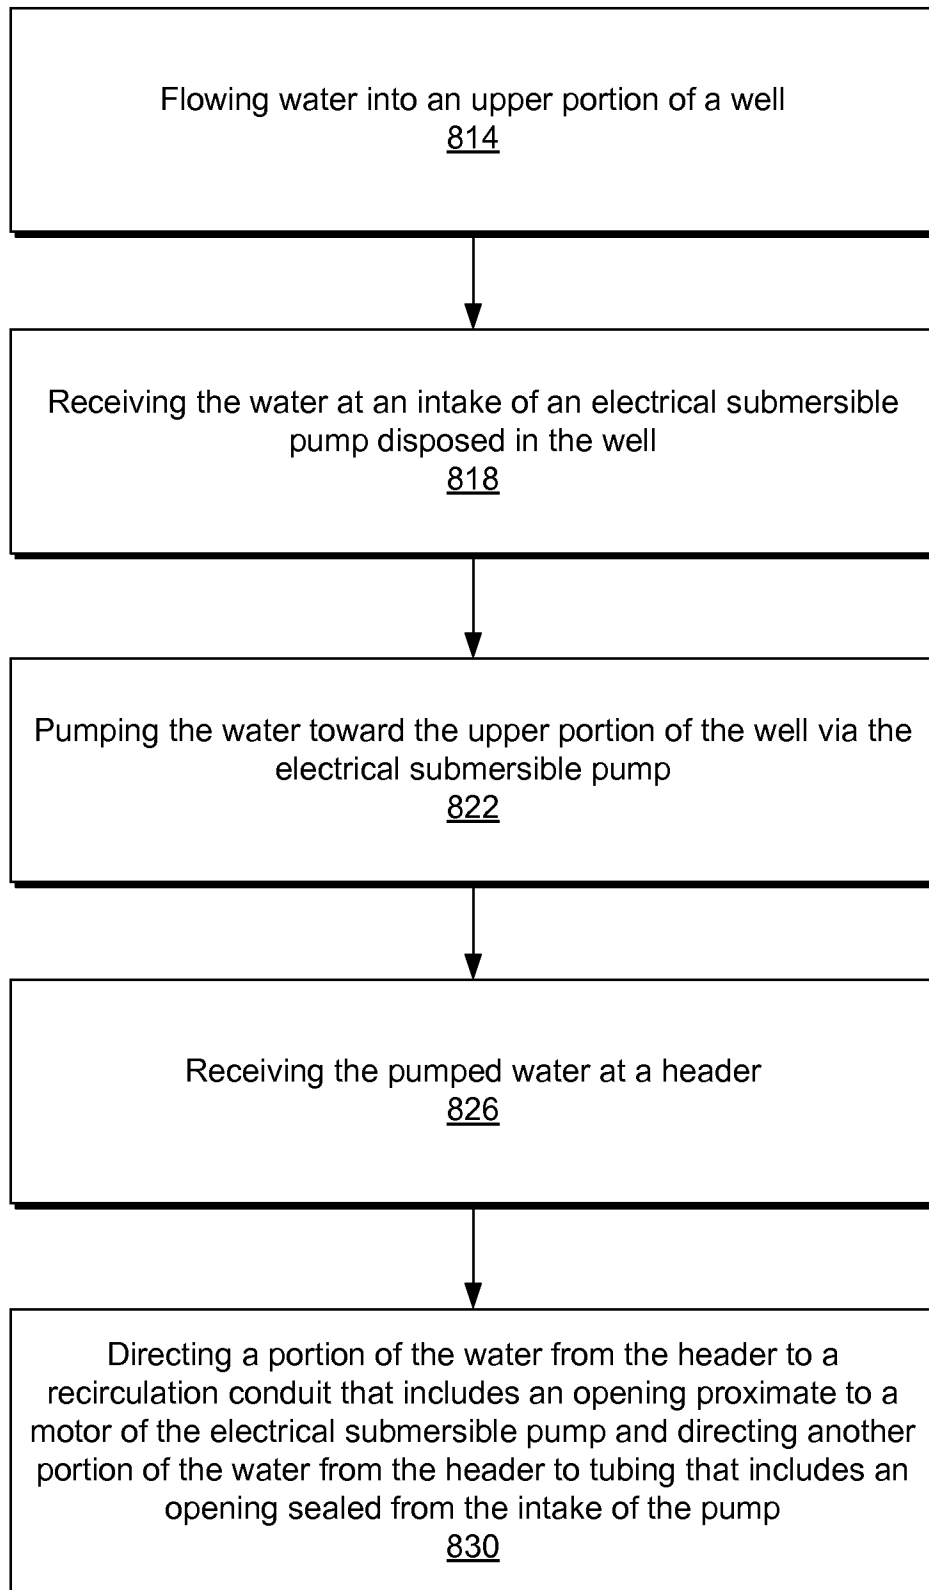 Flowing water into an upper portion of a well
814
Receiving the water at an intake of an electrical submersible
pump disposed in the well
818
Pumping the water toward the upper portion of the well via the
electrical submersible pump
822
Receiving the pumped water at a header
826
Directing a portion of the water from the header to a
recirculation conduit that includes an opening proximate to a
motor of the electrical submersible pump and directing another
portion of the water from the header to tubing that includes an
opening sealed from the intake of the pump
830